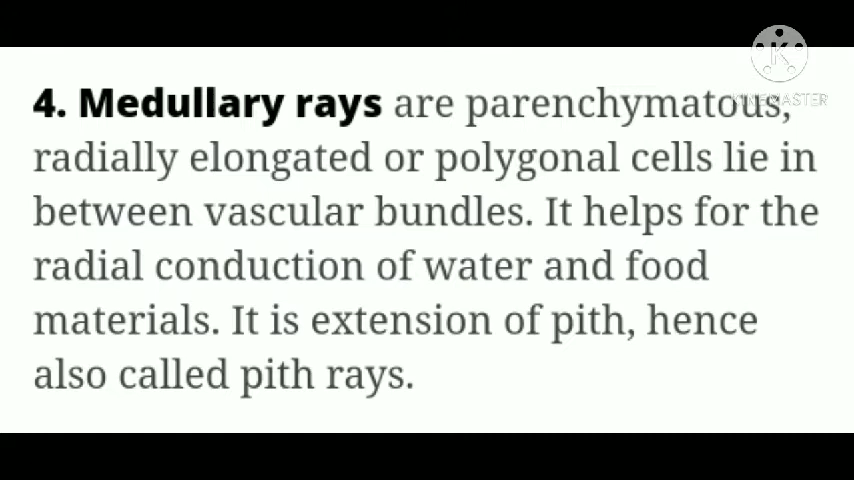 KINEMASTER
4. Medullary rays are parenchymatous,
radially elongated or polygonal cells lie in
between vascular bundles. It helps for the
radial conduction of water and food
materials. It is extension of pith, hence
also called pith rays.